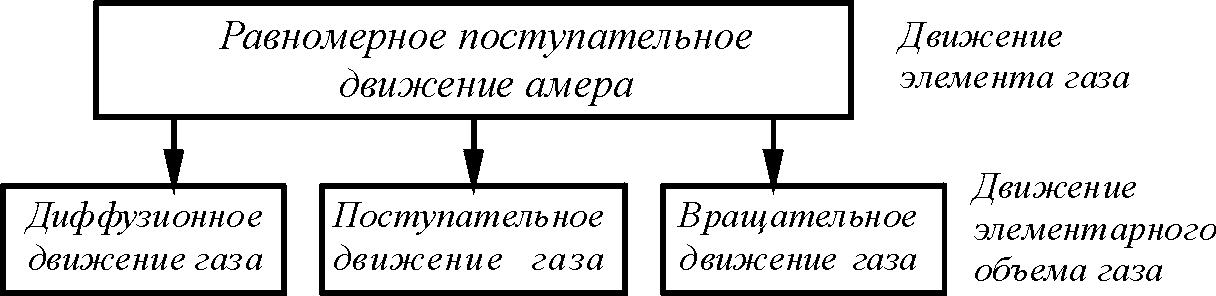 Равномерное поступательное
движение амера
Движение
элемента газа
Диффузионное
движение газа
Поступательное
движение газа
Вращательное
движение газа
Движение
элементарного
объема газа